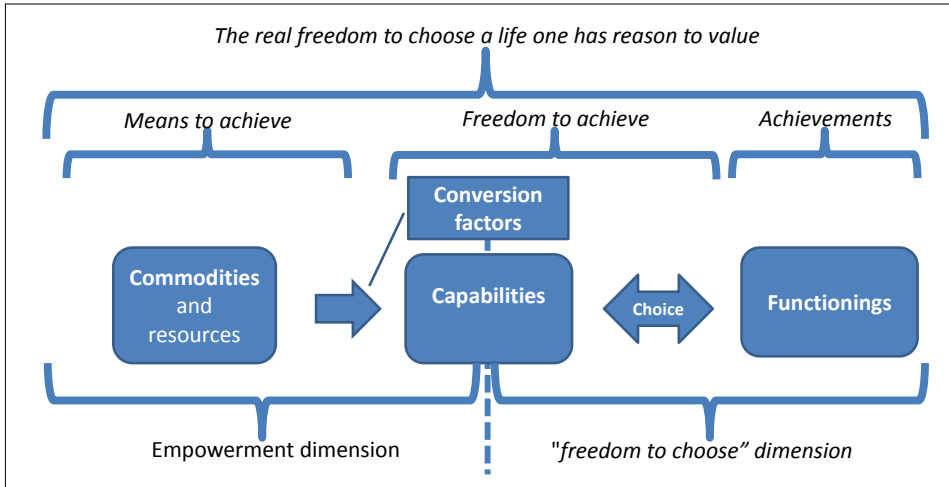 The real freedom to choose a life one has reason to value
Means to achieve
Freedom to achieve
Achievements
Conversion
factors
Commodities
and
resources
Capabilities
Choice
Functionings
Empowerment dimension
"freedom to choose” dimension